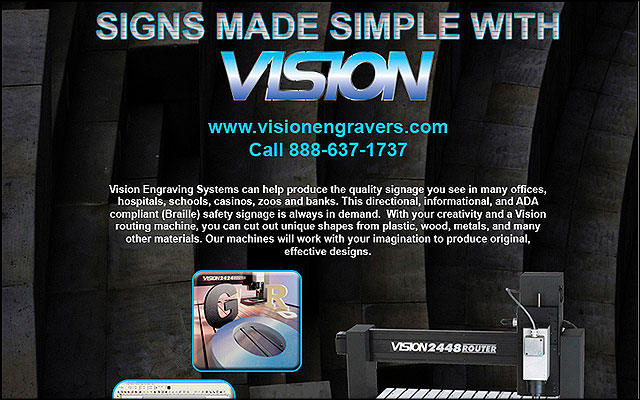 SIGNS MADE SIMPLE WITH
VISION
www.visionengravers.com
Call 888-637-1737
Vision Engraving Systems can help produce the quality signage you see in many offices,
hospitals, schools, casinos, zoos and banks. This directional, informational, and ADA
compliant (Braille) safety signage is always in demand.  With your creativity and a Vision
routing machine, you can cut out unique shapes from plastic, wood, metals, and many
other materials. Our machines will work with your imagination to produce original,
effective designs.
VISION 2424 ROUTER
G R
VISION 2448 ROUTER